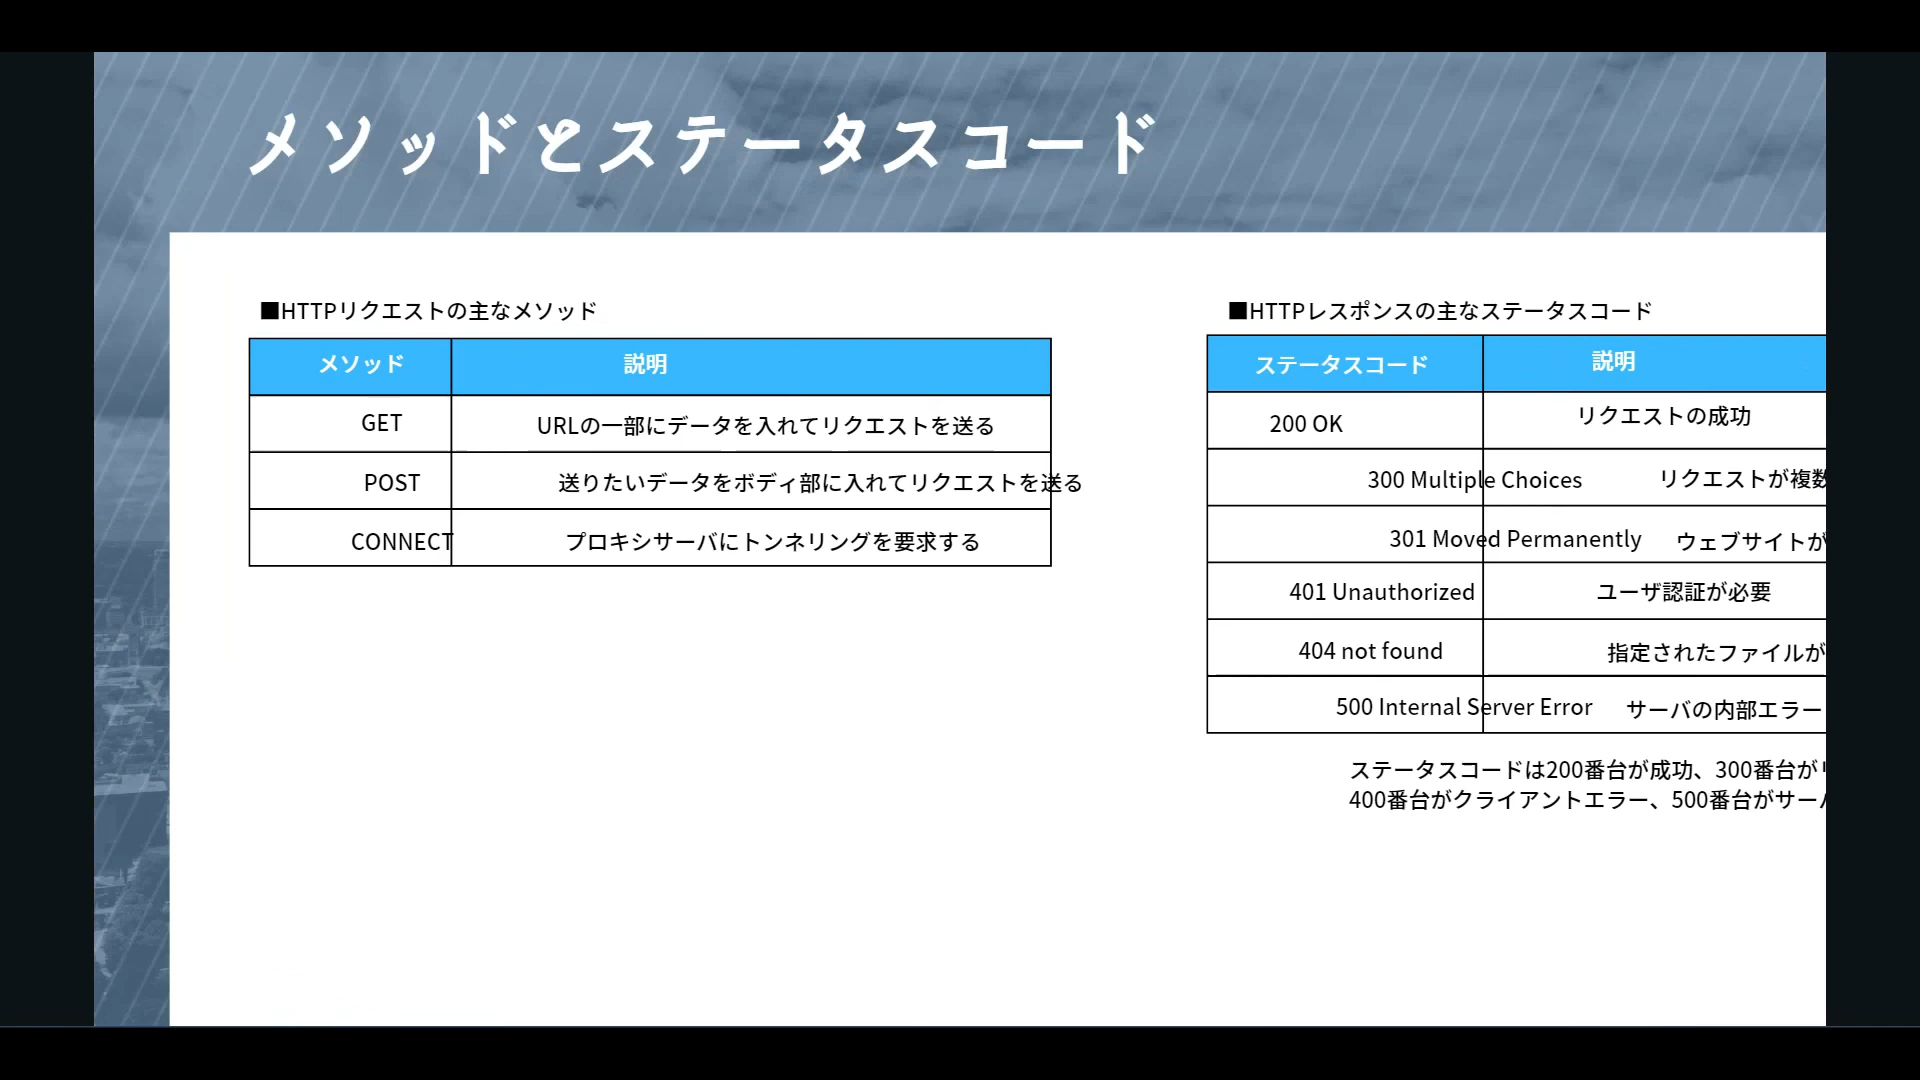 メソッドとステータスコード
■HTTPリクエストの主なメソッド
メソッド 説明
GET URLの一部にデータを入れてリクエストを送る
POST 送りたいデータをボディ部に入れてリクエストを送る
CONNECT プロキシサーバにトンネリングを要求する
■HTTPレスポンスの主なステータスコード
ステータスコード 説明
200 OK リクエストの成功
300 Multiple Choices リクエストが複数
301 Moved Permanently ウェブサイトが
401 Unauthorized ユーザ認証が必要
404 not found 指定されたファイルが
500 Internal Server Error サーバの内部エラー
ステータスコードは200番台が成功、300番台が
400番台がクライアントエラー、500番台がサー